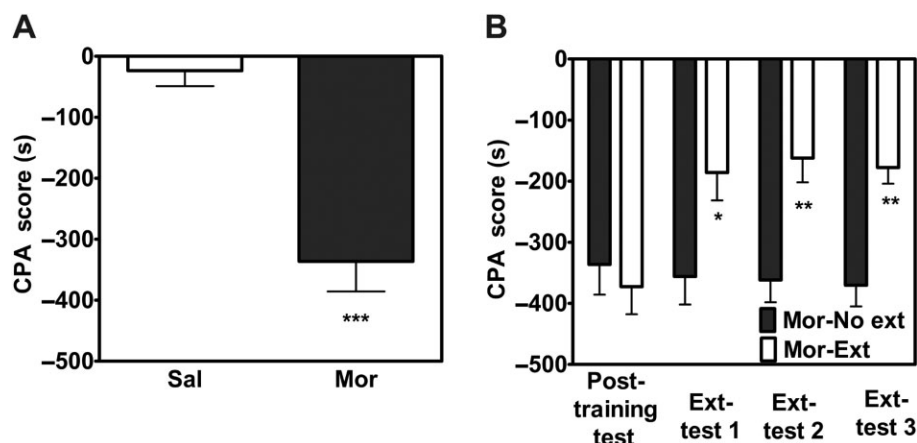 A
CPA score (s)
0
–100
–200
–300
–400
–500
***
Sal
Mor
B
CPA score (s)
0
–100
–200
–300
–400
–500
*
**
**
Mor-No ext
Mor-Ext
Post-
training
test
Ext-
test 1
Ext-
test 2
Ext-
test 3